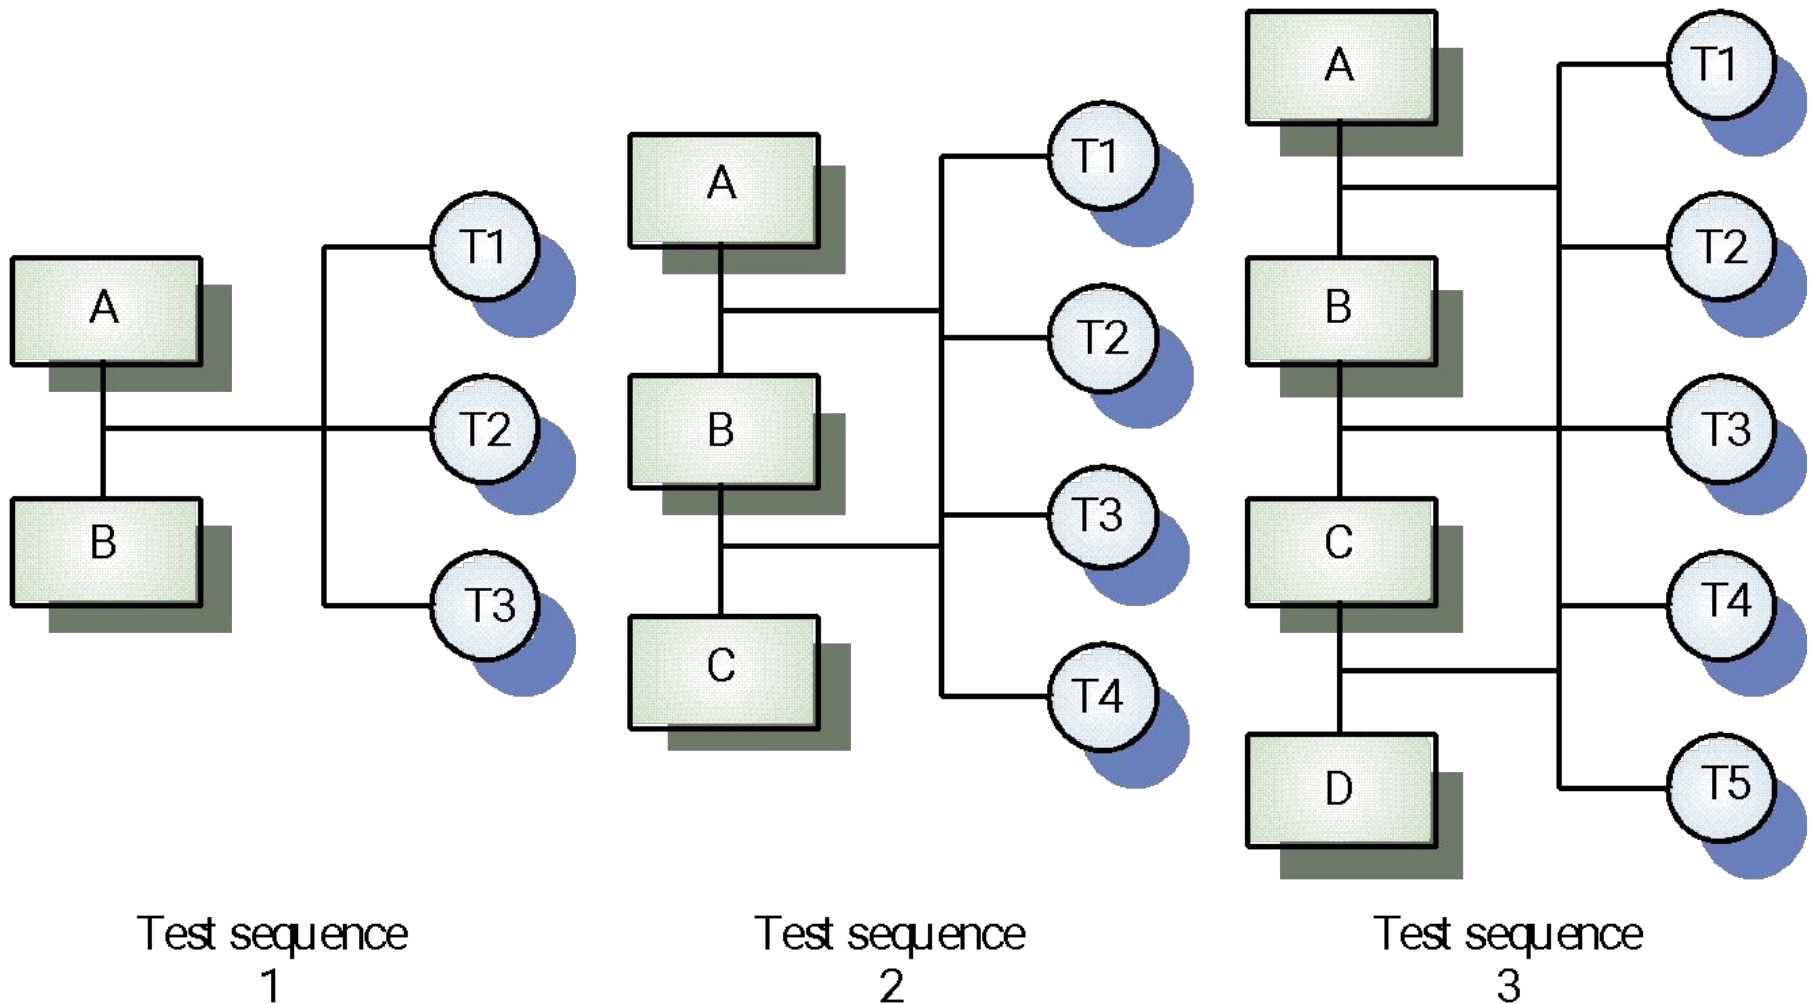 A
B
T1
T2
T3
Test sequence
1
A
B
C
T1
T2
T3
T4
Test sequence
2
A
B
C
D
T1
T2
T3
T4
T5
Test sequence
3